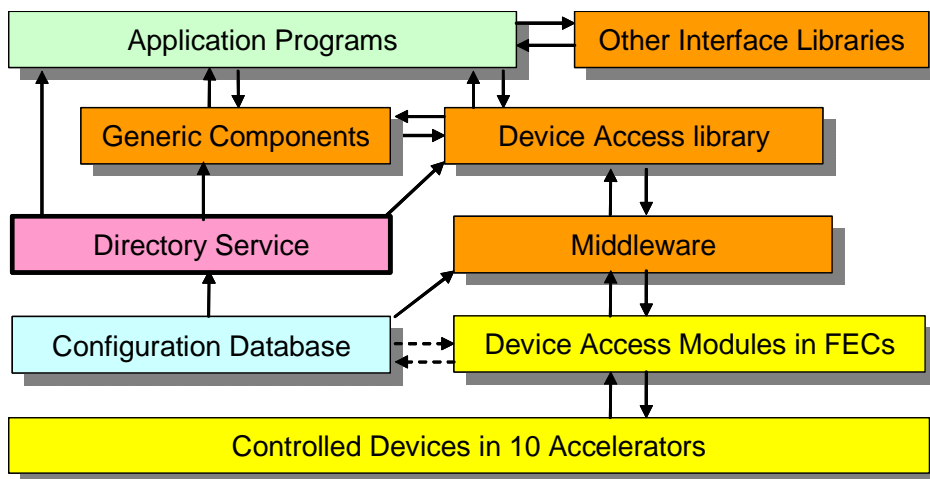 Application Programs
Other Interface Libraries
Generic Components
Device Access library
Directory Service
Middleware
Configuration Database
Device Access Modules in FECs
Controlled Devices in 10 Accelerators